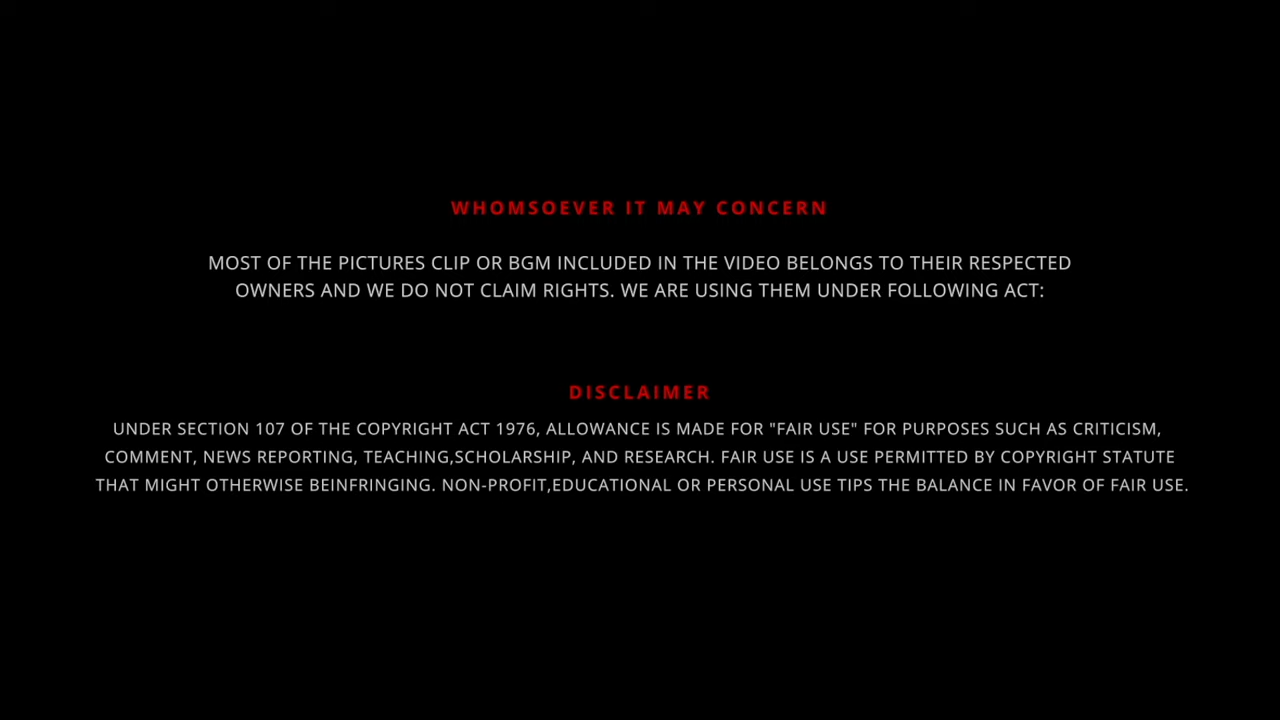 WHOMSOEVER IT MAY CONCERN
MOST OF THE PICTURES CLIP OR BGM INCLUDED IN THE VIDEO BELONGS TO THEIR RESPECTED
OWNERS AND WE DO NOT CLAIM RIGHTS. WE ARE USING THEM UNDER FOLLOWING ACT:
DISCLAIMER
UNDER SECTION 107 OF THE COPYRIGHT ACT 1976, ALLOWANCE IS MADE FOR "FAIR USE" FOR PURPOSES SUCH AS CRITICISM,
COMMENT, NEWS REPORTING, TEACHING,SCHOLARSHIP, AND RESEARCH. FAIR USE IS A USE PERMITTED BY COPYRIGHT STATUTE
THAT MIGHT OTHERWISE BEINFRINGING. NON-PROFIT,EDUCATIONAL OR PERSONAL USE TIPS THE BALANCE IN FAVOR OF FAIR USE.